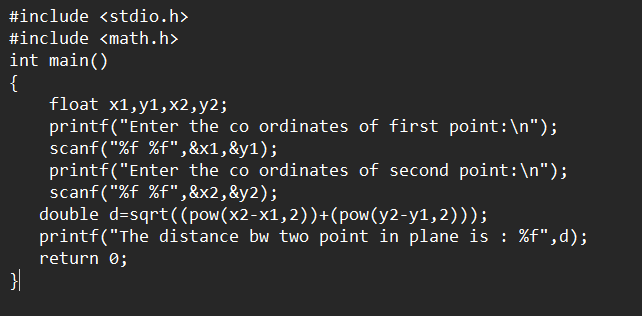 #include <stdio.h>
#include <math.h>
int main()
{
    float x1,y1,x2,y2;
    printf("Enter the co ordinates of first point:\n");
    scanf("%f %f",&x1,&y1);
    printf("Enter the co ordinates of second point:\n");
    scanf("%f %f",&x2,&y2);
   double d=sqrt((pow(x2-x1,2))+(pow(y2-y1,2)));
   printf("The distance bw two point in plane is : %f",d);
   return 0;
}